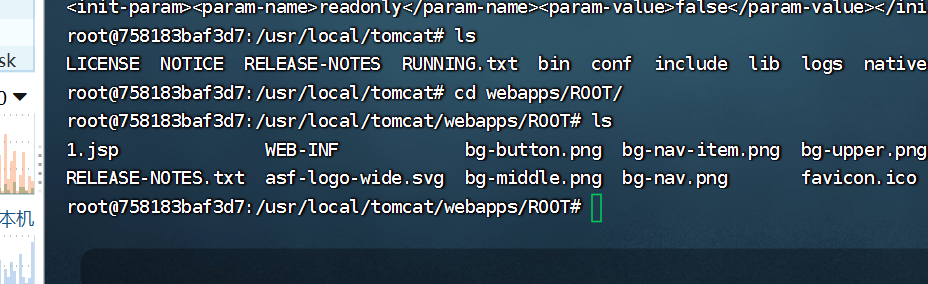 <init-param><param-name>readonly</param-name><param-value>false</param-value></ini
root@758183baf3d7:/usr/local/tomcat# ls
sk
LICENSE  NOTICE  RELEASE-NOTES  RUNNING.txt  bin  conf  include  lib  logs  native
root@758183baf3d7:/usr/local/tomcat# cd webapps/ROOT/
root@758183baf3d7:/usr/local/tomcat/webapps/ROOT# ls
1.jsp  WEB-INF  bg-button.png  bg-nav-item.png  bg-upper.png
RELEASE-NOTES.txt  asf-logo-wide.svg  bg-middle.png  bg-nav.png  favicon.ico
root@758183baf3d7:/usr/local/tomcat/webapps/ROOT#
本机